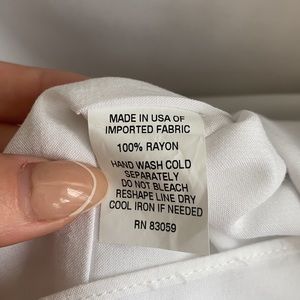 MADE IN USA OF
IMPORTED FABRIC
100% RAYON
HAND WASH COLD
SEPARATELY
DO NOT BLEACH
RESHAPE LINE DRY
COOL IRON IF NEEDED
RN 83059